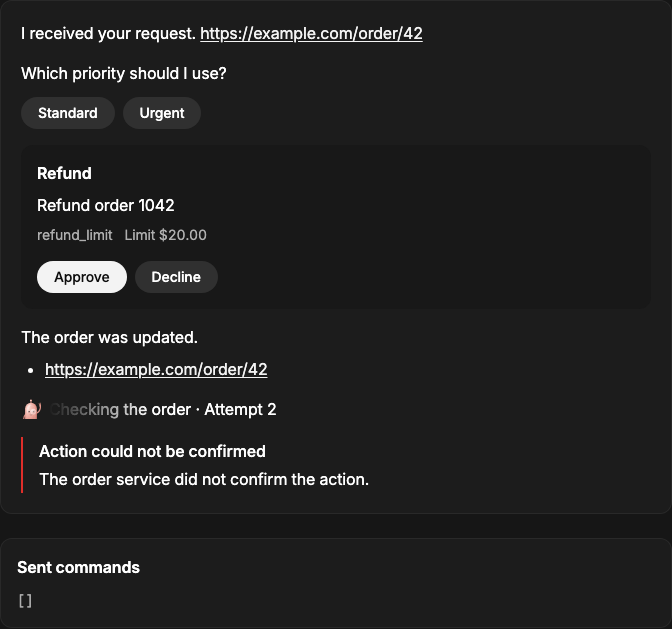 I received your request. https://example.com/order/42
Which priority should I use?
Standard Urgent
Refund
Refund order 1042
refund_limit Limit $20.00
Approve Decline
The order was updated.
• https://example.com/order/42
Checking the order · Attempt 2
Action could not be confirmed
The order service did not confirm the action.
Sent commands
[]